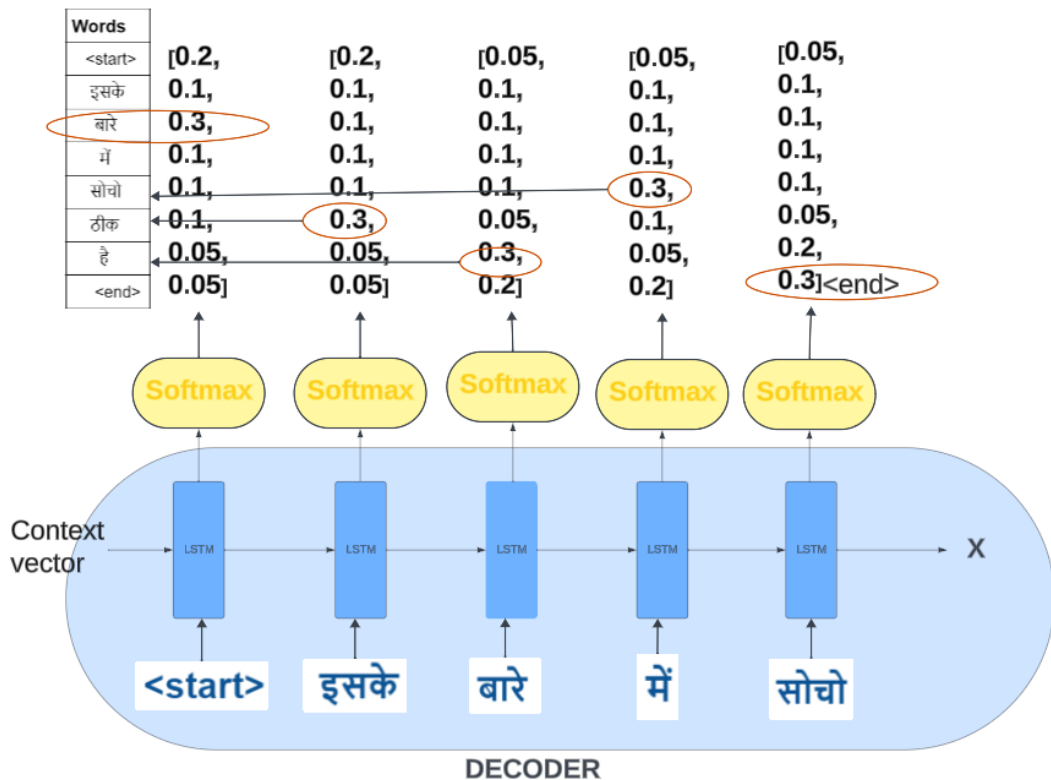 Words
<start> [0.2, [0.2, [0.05, [0.05, [0.05,
इसके 0.1, 0.1, 0.1, 0.1, 0.1,
बारे 0.3, 0.1, 0.1, 0.1, 0.1,
में 0.1, 0.1, 0.1, 0.1, 0.1,
सोचो 0.1, 0.1, 0.1, 0.3, 0.1,
ठीक 0.1, 0.3, 0.05, 0.1, 0.05,
है 0.05, 0.05, 0.3, 0.05, 0.2,
<end> 0.05] 0.05] 0.2] 0.2] 0.3]<end>
Softmax Softmax Softmax Softmax Softmax
Context
vector
LSTM LSTM LSTM LSTM LSTM X
<start> इसके बारे में सोचो
DECODER